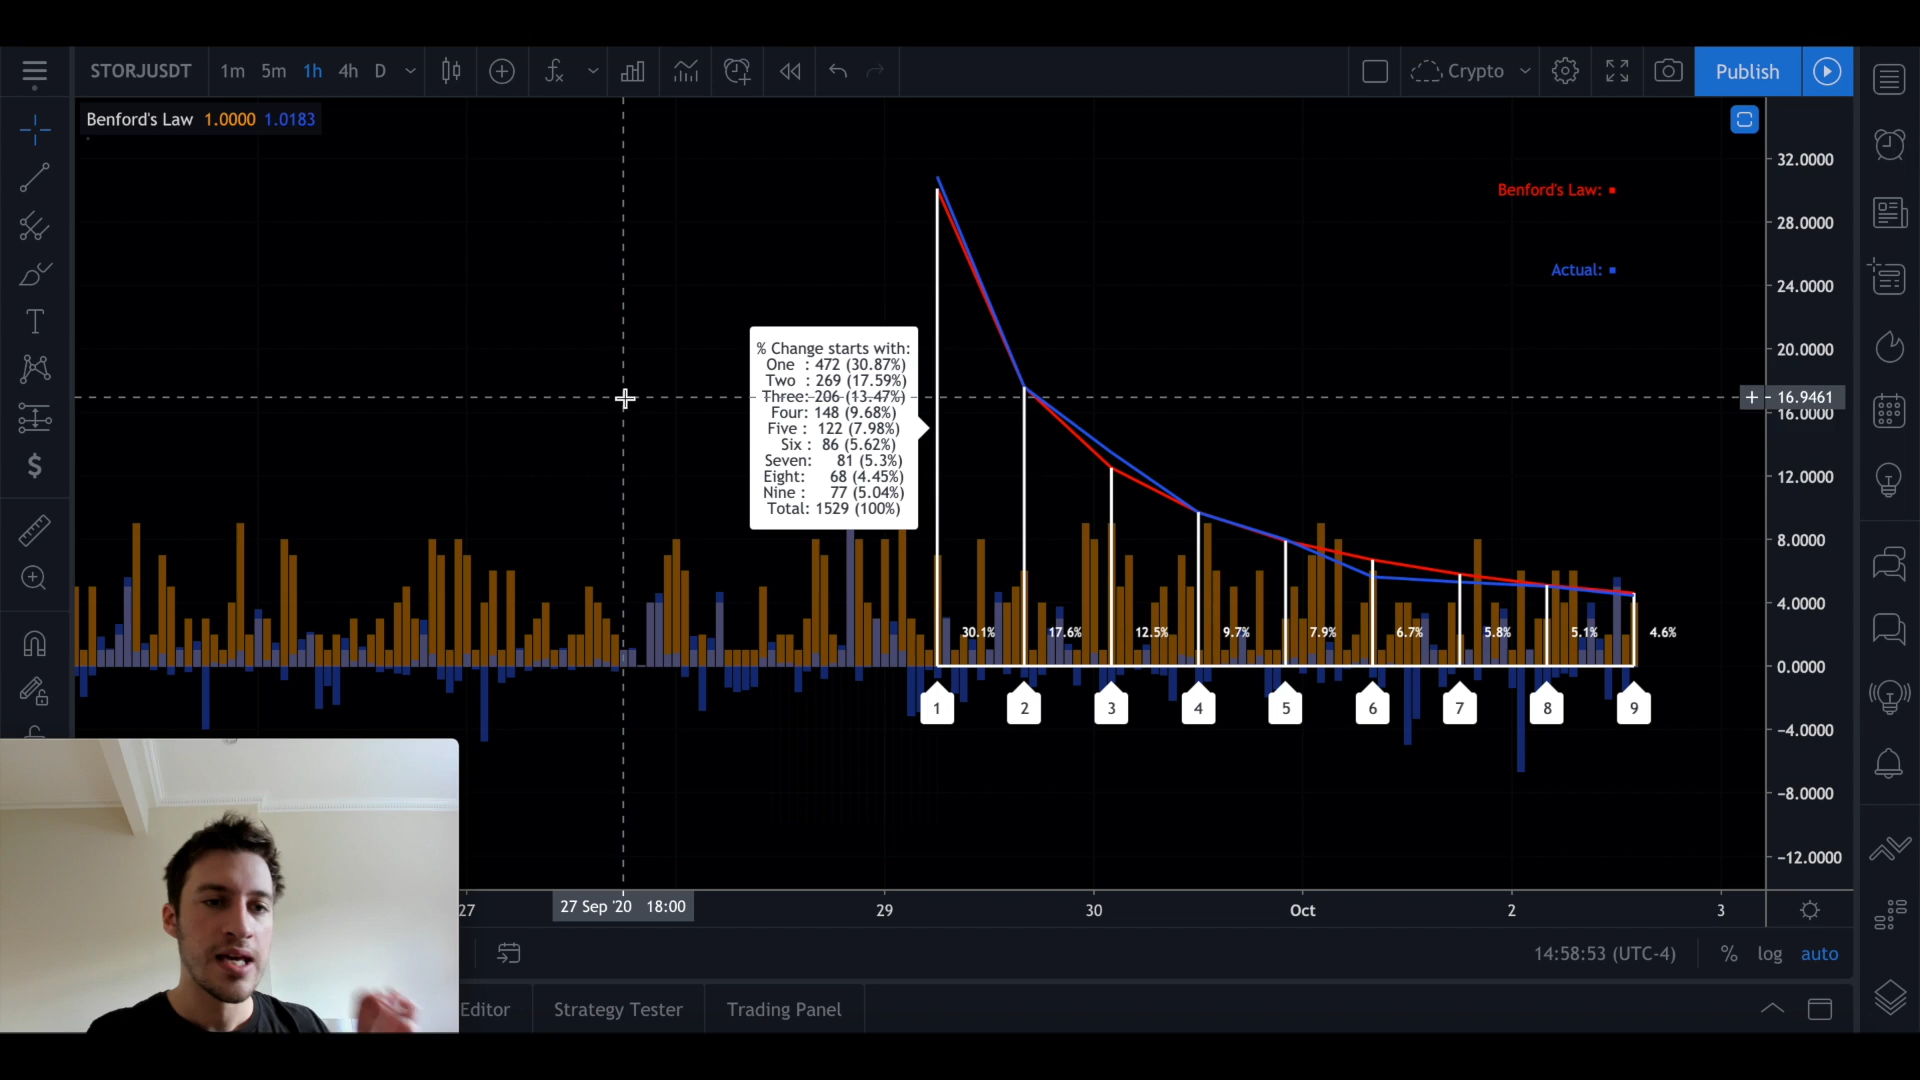 STORJUSDT 1m 5m 1h 4h D
Crypto
Publish
Benford's Law 1.0000 1.0183
Benford's Law:
Actual:
% Change starts with:
One : 472 (30.87%)
Two : 269 (17.59%)
Three: 206 (13.47%)
Four: 148 (9.68%)
Five : 122 (7.98%)
Six : 86 (5.62%)
Seven: 81 (5.3%)
Eight: 68 (4.45%)
Nine : 77 (5.04%)
Total: 1529 (100%)
32.0000
28.0000
24.0000
20.0000
16.9461
16.0000
12.0000
8.0000
4.0000
0.0000
−4.0000
−8.0000
−12.0000
30.1% 17.6% 12.5% 9.7% 7.9% 6.7% 5.8% 5.1% 4.6%
1 2 3 4 5 6 7 8 9
27 27 Sep '20 18:00 29 30 Oct 2 3
14:58:53 (UTC-4) % log auto
Editor Strategy Tester Trading Panel